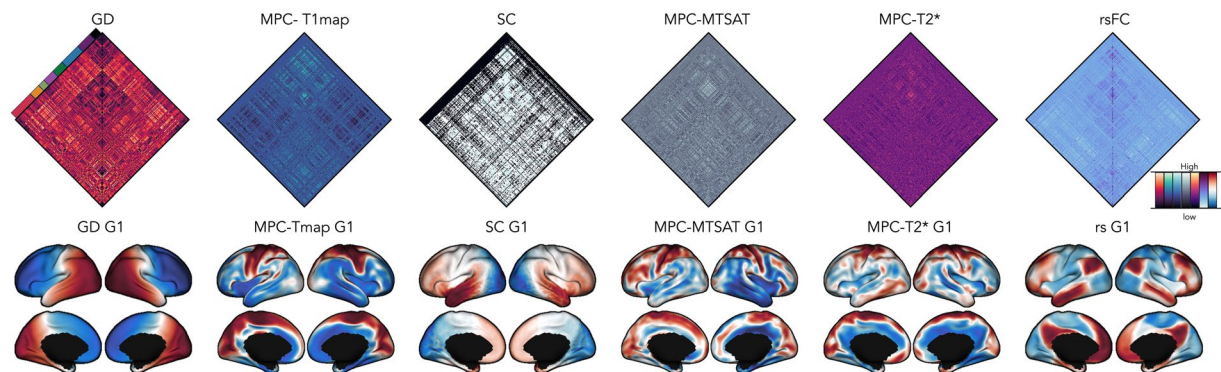 GD
MPC- T1map
SC
MPC-MTSAT
MPC-T2*
rsFC
High
low
GD G1
MPC-Tmap G1
SC G1
MPC-MTSAT G1
MPC-T2* G1
rs G1